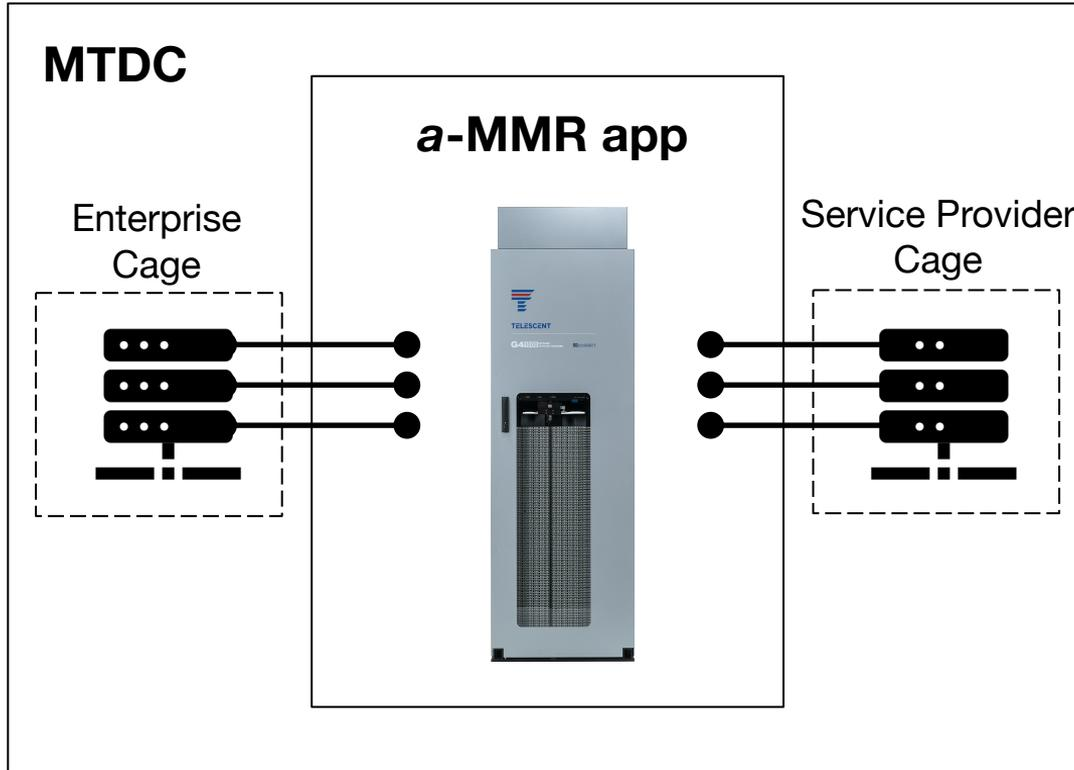 MTDC
a-MMR app
Enterprise
Cage
Service Provider
Cage
TELESCENT